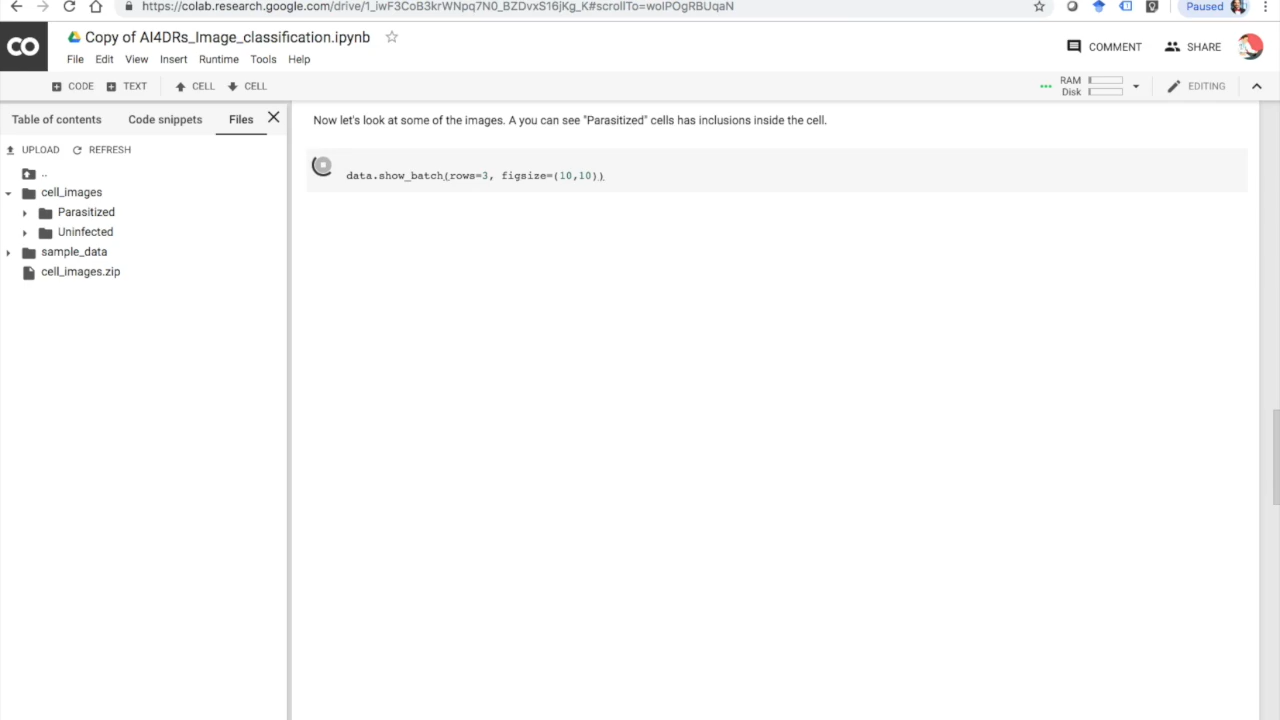 https://colab.research.google.com/drive/1_iwF3CoB3krWNpq7N0_BZDvxS16jKg_K#scrollTo=wolPOgRBUqaN
Paused
CO
Copy of AI4DRs_Image_classification.ipynb
COMMENT
SHARE
File Edit View Insert Runtime Tools Help
CODE TEXT CELL CELL
RAM
Disk
EDITING
Table of contents Code snippets Files
UPLOAD REFRESH
..
cell_images
Parasitized
Uninfected
sample_data
cell_images.zip
Now let's look at some of the images. A you can see "Parasitized" cells has inclusions inside the cell.
data.show_batch(rows=3, figsize=(10,10))